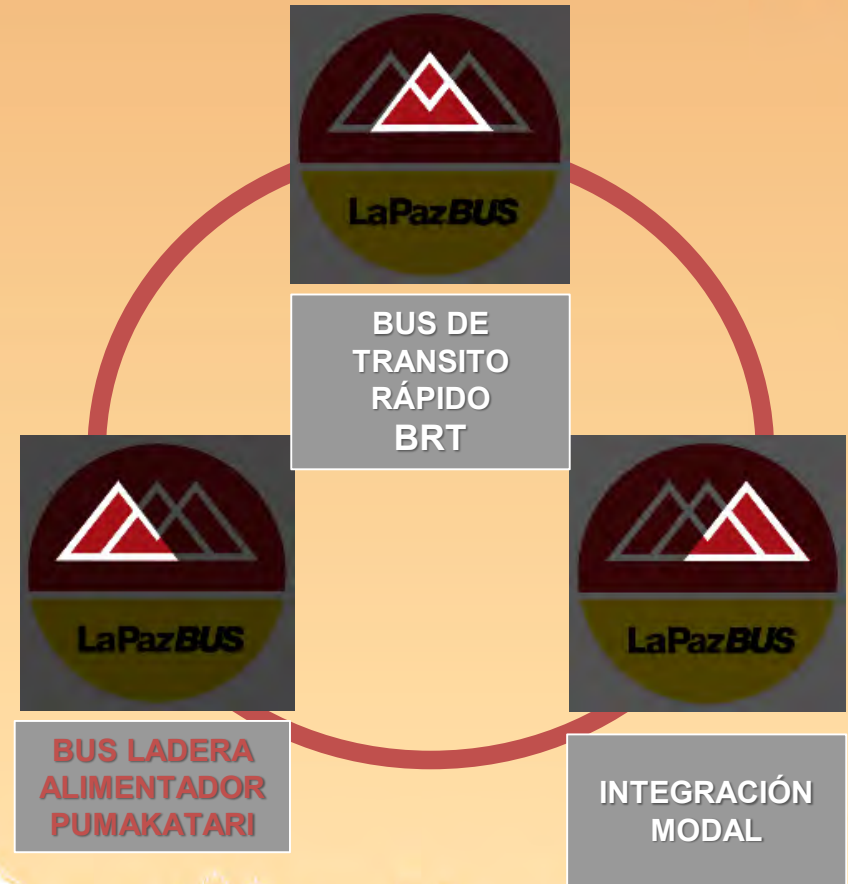 LaPazBUS
BUS DE
TRANSITO
RÁPIDO
BRT
LaPazBUS
BUS LADERA
ALIMENTADOR
PUMAKATARI
LaPazBUS
INTEGRACIÓN
MODAL